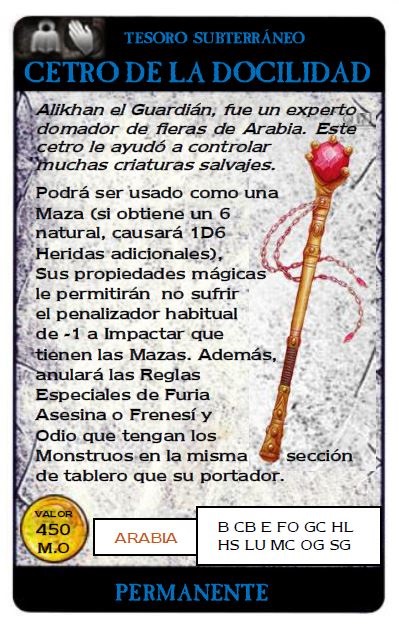 TESORO SUBTERRÁNEO
CETRO DE LA DOCILIDAD
Alikhan el Guardián, fue un experto
domador de fieras de Arabia. Este
cetro le ayudó a controlar
muchas criaturas salvajes.
Podrá ser usado como una
Maza (si obtiene un 6
natural, causará 1D6
Heridas adicionales),
Sus propiedades mágicas
le permitirán no sufrir
el penalizador habitual
de -1 a Impactar que
tienen las Mazas. Además,
anulará las Reglas
Especiales de Furia
Asesina o Frenesí y
Odio que tengan los
Monstruos en la misma sección
de tablero que su portador.
VALOR
450
M.O
ARABIA
B CB E FO GC HL
HS LU MC OG SG
PERMANENTE